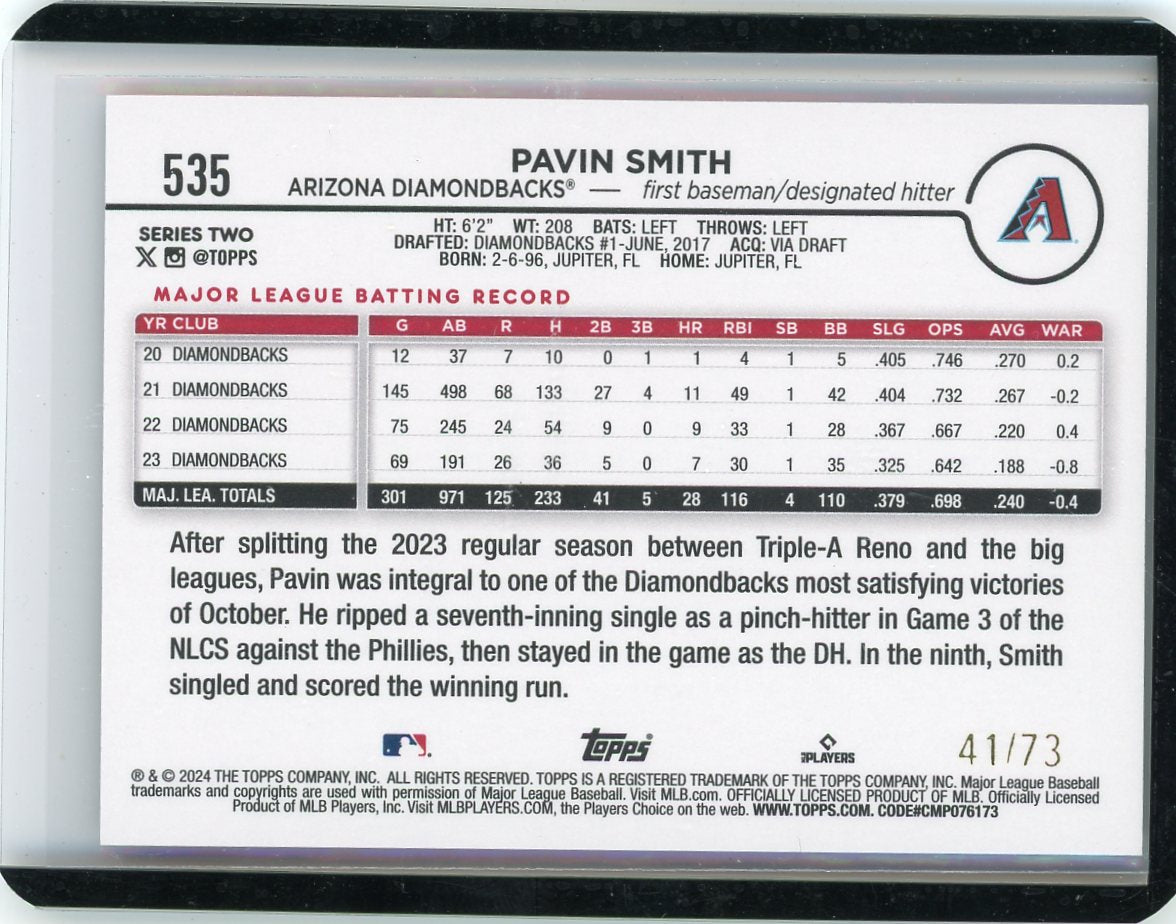 535
PAVIN SMITH
ARIZONA DIAMONDBACKS® — first baseman/designated hitter
SERIES TWO
@TOPPS
HT: 6'2" WT: 208 BATS: LEFT THROWS: LEFT
DRAFTED: DIAMONDBACKS #1-JUNE, 2017 ACQ: VIA DRAFT
BORN: 2-6-96, JUPITER, FL HOME: JUPITER, FL
MAJOR LEAGUE BATTING RECORD
YR CLUB G AB R H 2B 3B HR RBI SB BB SLG OPS AVG WAR
20 DIAMONDBACKS 12 37 7 10 0 1 1 4 1 5 .405 .746 .270 0.2
21 DIAMONDBACKS 145 498 68 133 27 4 11 49 1 42 .404 .732 .267 -0.2
22 DIAMONDBACKS 75 245 24 54 9 0 9 33 1 28 .367 .667 .220 0.4
23 DIAMONDBACKS 69 191 26 36 5 0 7 30 1 35 .325 .642 .188 -0.8
MAJ. LEA. TOTALS 301 971 125 233 41 5 28 116 4 110 .379 .698 .240 -0.4
After splitting the 2023 regular season between Triple-A Reno and the big
leagues, Pavin was integral to one of the Diamondbacks most satisfying victories
of October. He ripped a seventh-inning single as a pinch-hitter in Game 3 of the
NLCS against the Phillies, then stayed in the game as the DH. In the ninth, Smith
singled and scored the winning run.
Topps
PLAYERS
41/73
® & © 2024 THE TOPPS COMPANY, INC. ALL RIGHTS RESERVED. TOPPS IS A REGISTERED TRADEMARK OF THE TOPPS COMPANY, INC. Major League Baseball
trademarks and copyrights are used with permission of Major League Baseball. Visit MLB.com. OFFICIALLY LICENSED PRODUCT OF MLB. Officially Licensed
Product of MLB Players, Inc. Visit MLBPLAYERS.COM, the Players Choice on the web. WWW.TOPPS.COM. CODE#CMP076173